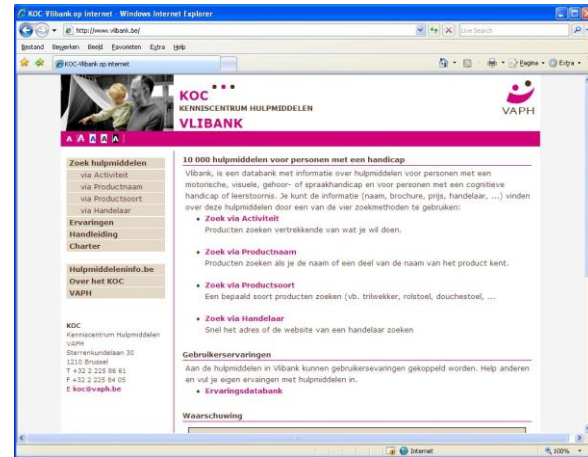 KOC-Vlibank op internet - Windows Internet Explorer
http://www.vlibank.be/
Live Search
Bestand Bewerken Beeld Favorieten Extra Help
KOC-Vlibank op internet
Pagina
Extra
KOC
KENNISCENTRUM HULPMIDDELEN
VLIBANK
VAPH
A A A A A
Zoek hulpmiddelen
via Activiteit
via Productnaam
via Productsoort
via Handelaar
Ervaringen
Handleiding
Charter
Hulpmiddeleninfo.be
Over het KOC
VAPH
KOC
Kenniscentrum Hulpmiddelen
VAPH
Sterrenkundelaan 30
1210 Brussel
T +32 2 225 86 61
F +32 2 225 84 05
E koc@vaph.be
10 000 hulpmiddelen voor personen met een handicap
Vlibank, is een databank met informatie over hulpmiddelen voor personen met een
motorische, visuele, gehoor- of spraakhandicap en voor personen met een cognitieve
handicap of leerstoornis. Je kunt de informatie (naam, brochure, prijs, handelaar, ...) vinden
over deze hulpmiddelen door een van de vier zoekmethoden te gebruiken:
• Zoek via Activiteit
Producten zoeken vertrekkende van wat je wil doen.
• Zoek via Productnaam
Producten zoeken als je de naam of een deel van de naam van het product kent.
• Zoek via Productsoort
Een bepaald soort producten zoeken (vb. trilwekker, rolstoel, douchestoel, ...
• Zoek via Handelaar
Snel het adres of de website van een handelaar zoeken
Gebruikerservaringen
Aan de hulpmiddelen in Vlibank kunnen gebruikersevaringen gekoppeld worden. Help anderen
en vul je eigen ervaingen met hulpmiddelen in.
• Ervaringsdatabank
Waarschuwing
Internet
100%